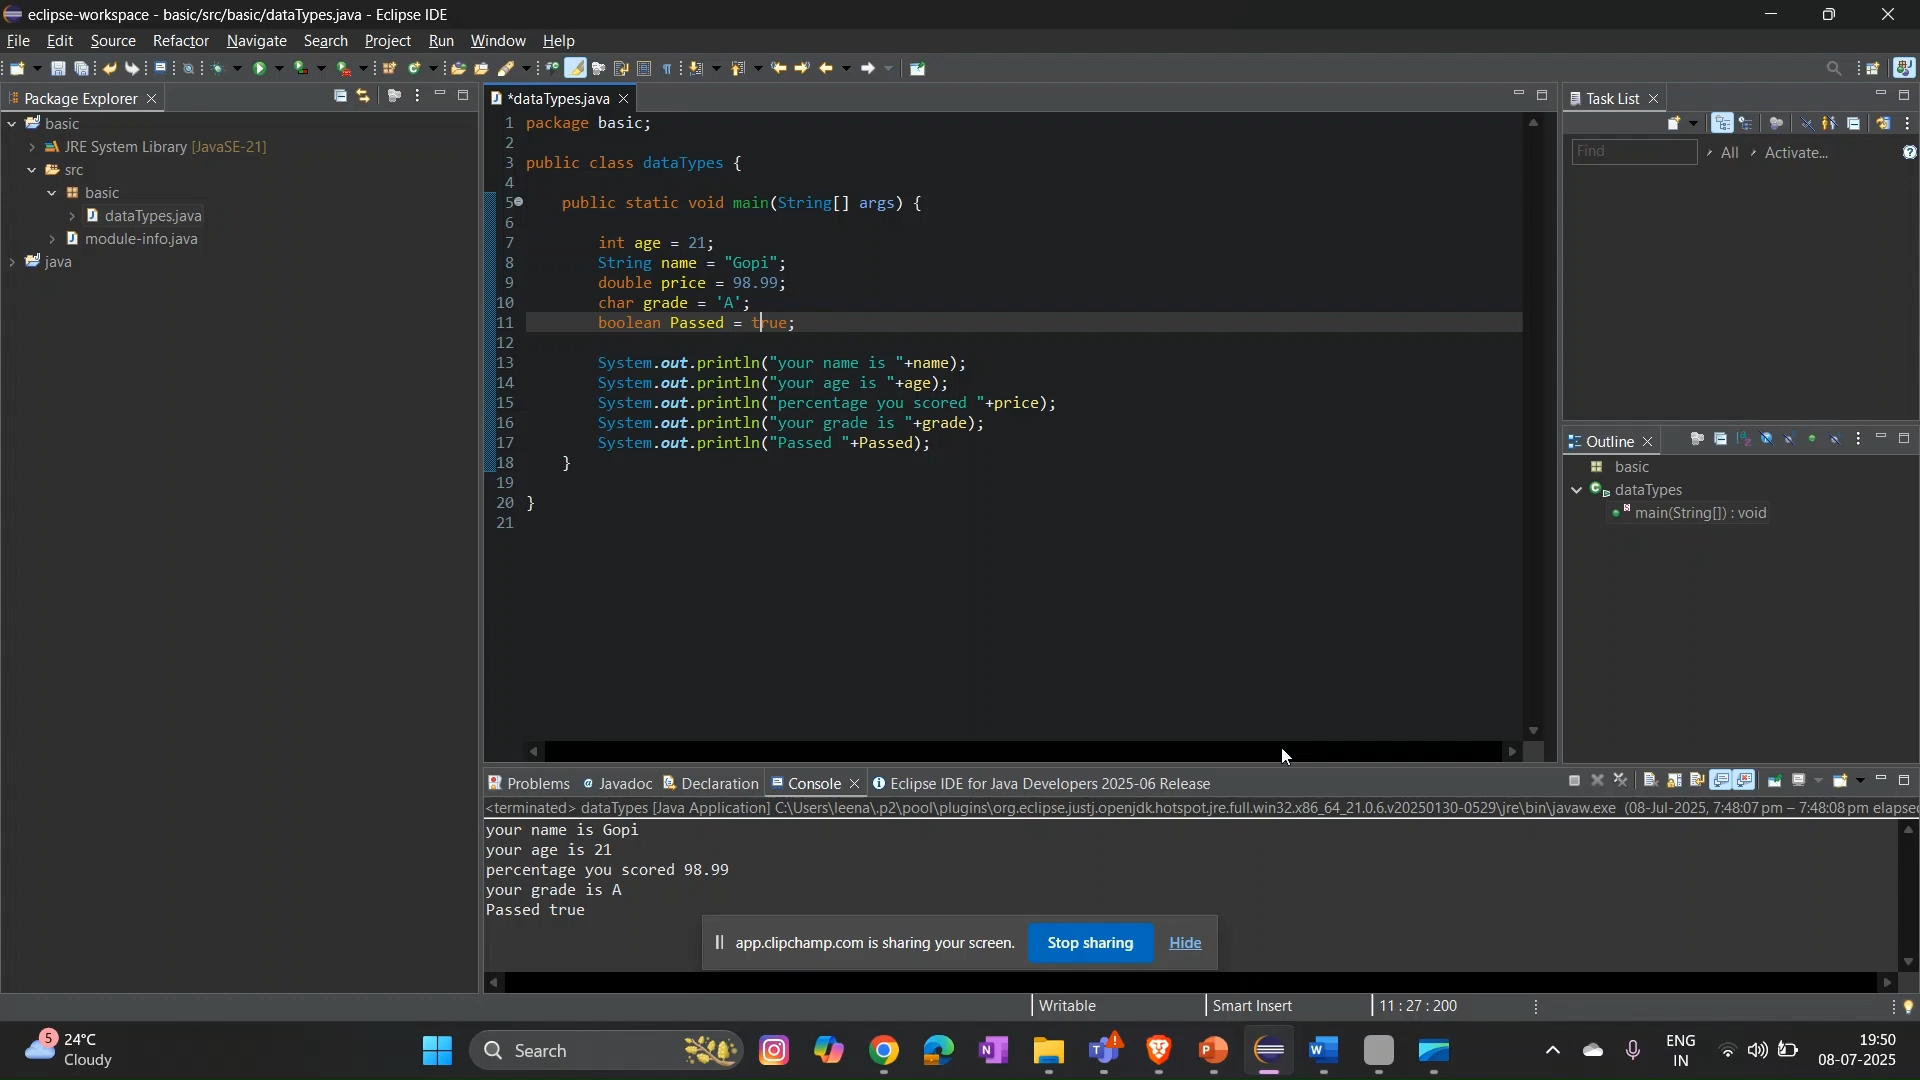 eclipse-workspace - basic/src/basic/dataTypes.java - Eclipse IDE
File Edit Source Refactor Navigate Search Project Run Window Help
Package Explorer
basic
JRE System Library [JavaSE-21]
src
basic
dataTypes.java
module-info.java
java
*dataTypes.java
1 package basic;
2
3 public class dataTypes {
4
5 public static void main(String[] args) {
6
7 int age = 21;
8 String name = "Gopi";
9 double price = 98.99;
10 char grade = 'A';
11 boolean Passed = true;
12
13 System.out.println("your name is "+name);
14 System.out.println("your age is "+age);
15 System.out.println("percentage you scored "+price);
16 System.out.println("your grade is "+grade);
17 System.out.println("Passed "+Passed);
18 }
19
20 }
21
Task List
Find All Activate...
Outline
basic
dataTypes
main(String[]) : void
Problems Javadoc Declaration Console Eclipse IDE for Java Developers 2025-06 Release
<terminated> dataTypes [Java Application] C:\Users\leena\.p2\pool\plugins\org.eclipse.justj.openjdk.hotspot.jre.full.win32.x86_64_21.0.6.v20250130-0529\jre\bin\javaw.exe (08-Jul-2025, 7:48:07 pm – 7:48:08 pm elapsed
your name is Gopi
your age is 21
percentage you scored 98.99
your grade is A
Passed true
app.clipchamp.com is sharing your screen. Stop sharing Hide
Writable Smart Insert 11 : 27 : 200
5 24°C
Cloudy
Search
ENG
IN
19:50
08-07-2025